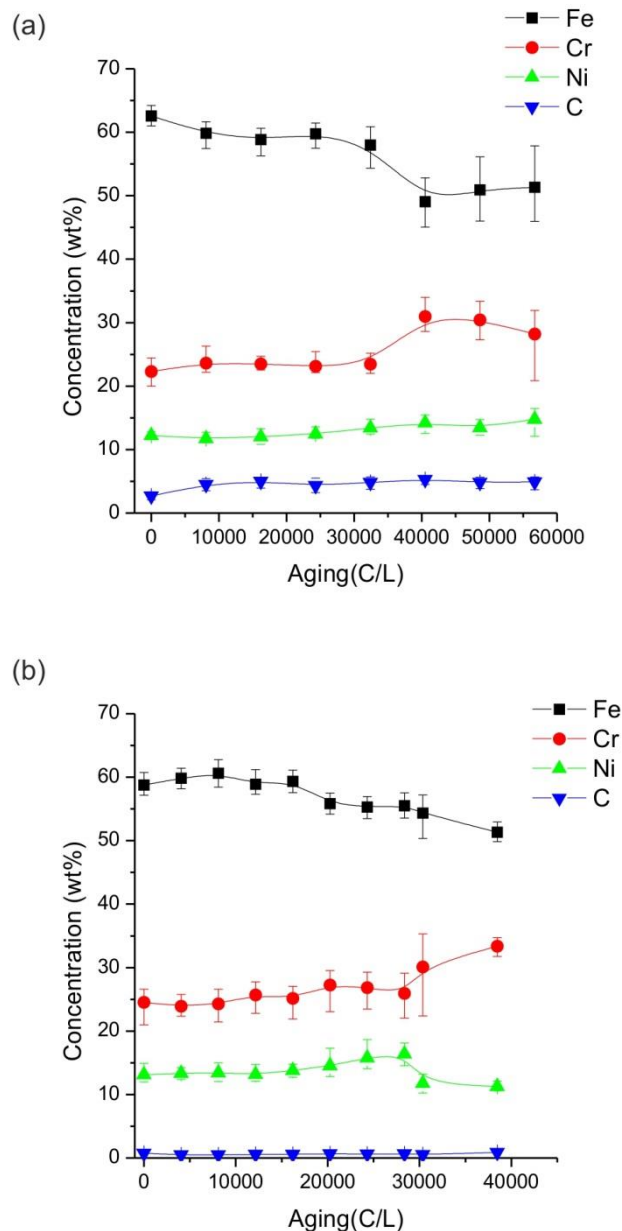 (a)
Fe
Cr
Ni
C
70
60
50
40
30
20
10
0
Concentration (wt%)
0 10000 20000 30000 40000 50000 60000
Aging(C/L)
(b)
Fe
Cr
Ni
C
70
60
50
40
30
20
10
0
Concentration (wt%)
0 10000 20000 30000 40000
Aging(C/L)